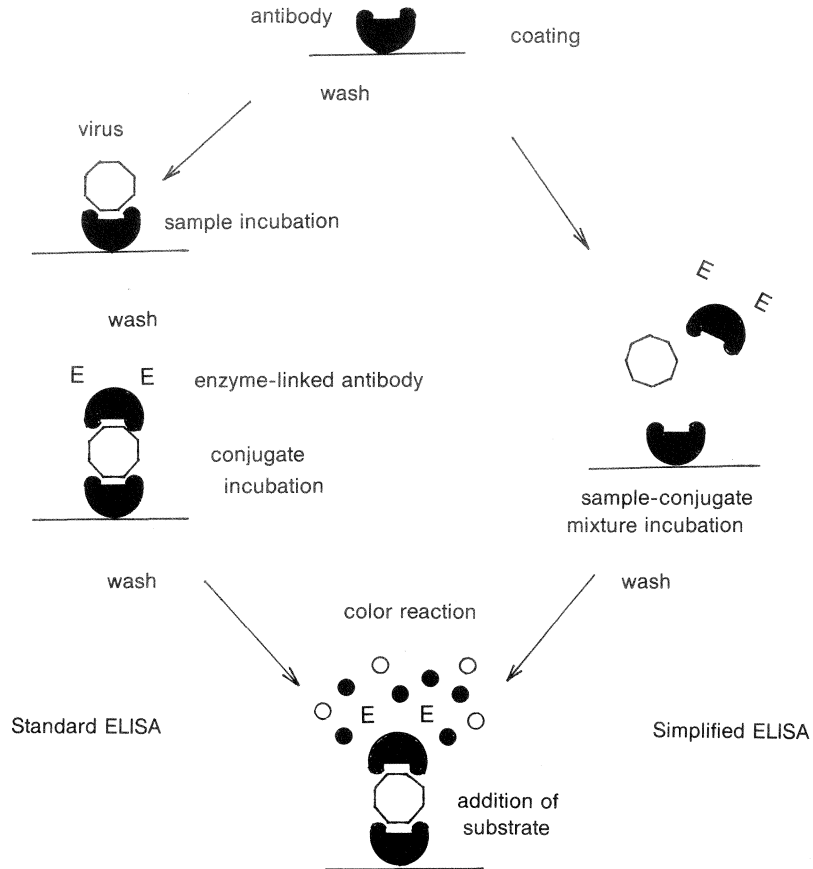 antibody
coating
wash
virus
sample incubation
wash
E E
enzyme-linked antibody
conjugate
incubation
wash
E
E
sample-conjugate
mixture incubation
wash
color reaction
E E
Standard ELISA
Simplified ELISA
addition of
substrate